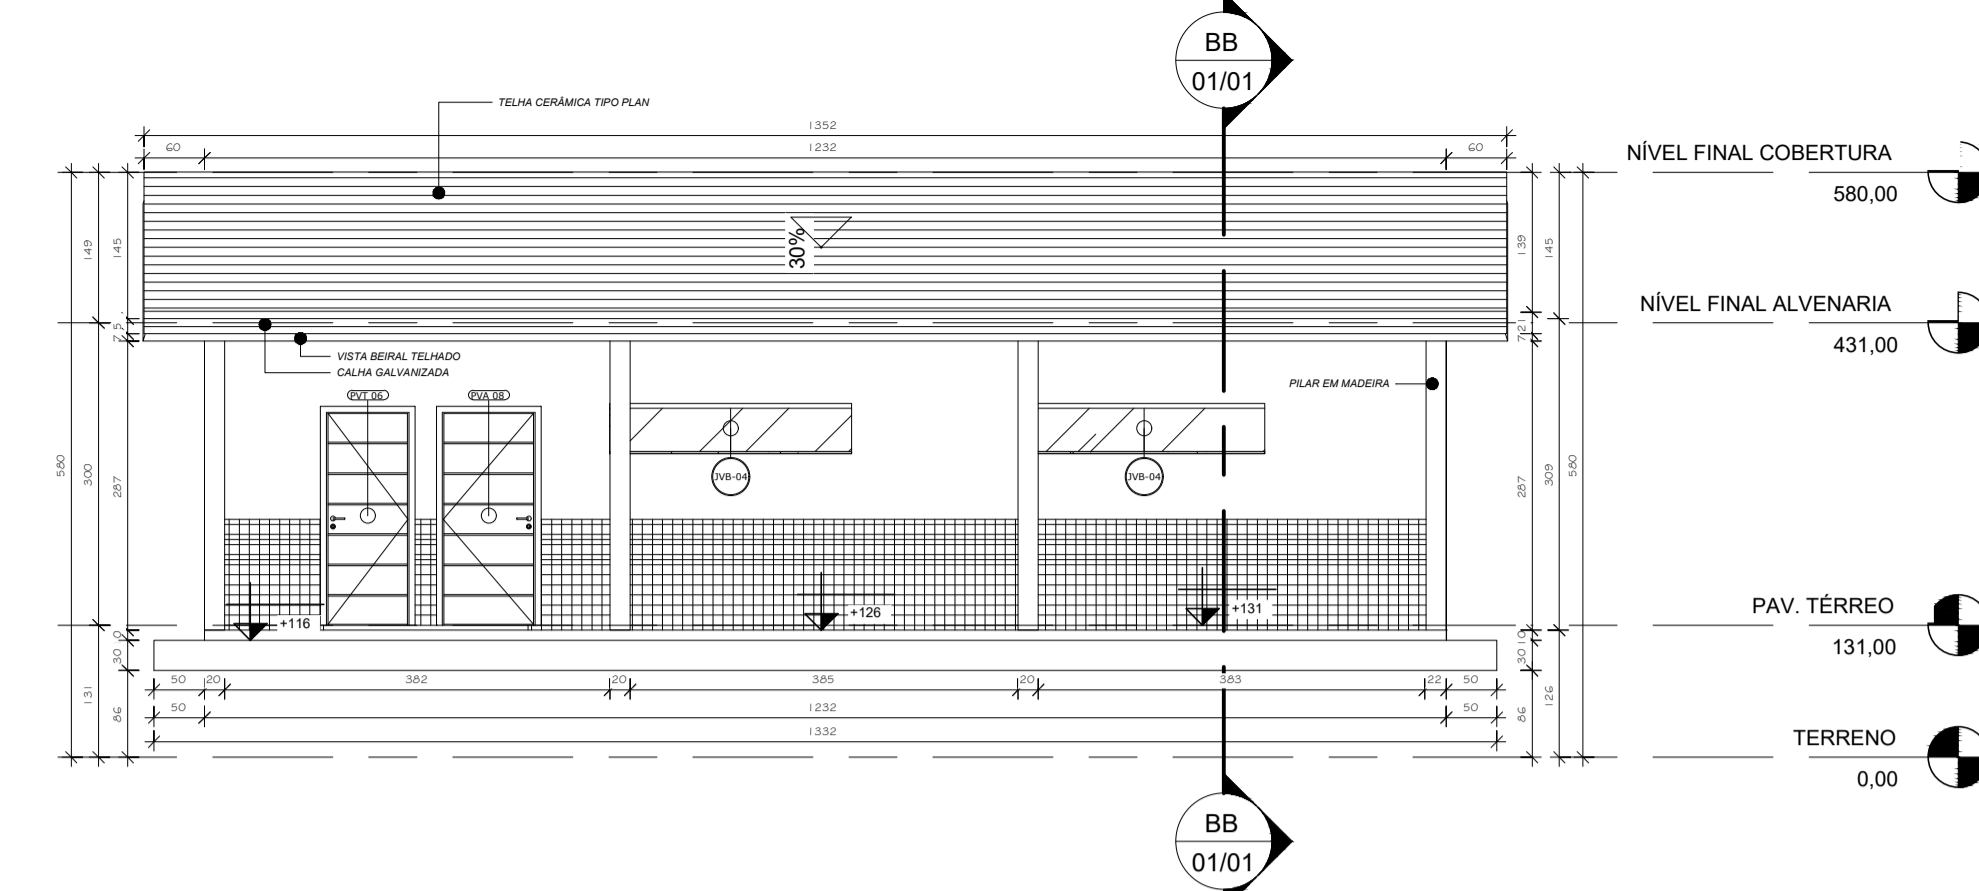 BB
01/01
TELHA CERÂMICA TIPO PLAN
1352
60 1232 60
NÍVEL FINAL COBERTURA
580,00
149 145 30% 139 145
NÍVEL FINAL ALVENARIA
431,00
VISTA BEIRAL TELHADO
CALHA GALVANIZADA
PILAR EM MADEIRA
PVT 06 PVA 08
JVB-04 JVB-04
580 300 287 287 309 580
+116 +126 +131
PAV. TÉRREO
131,00
30 30 10
50 20 382 20 385 20 383 22 50
131 86 86 126
50 1232 50
1332
TERRENO
0,00
BB
01/01